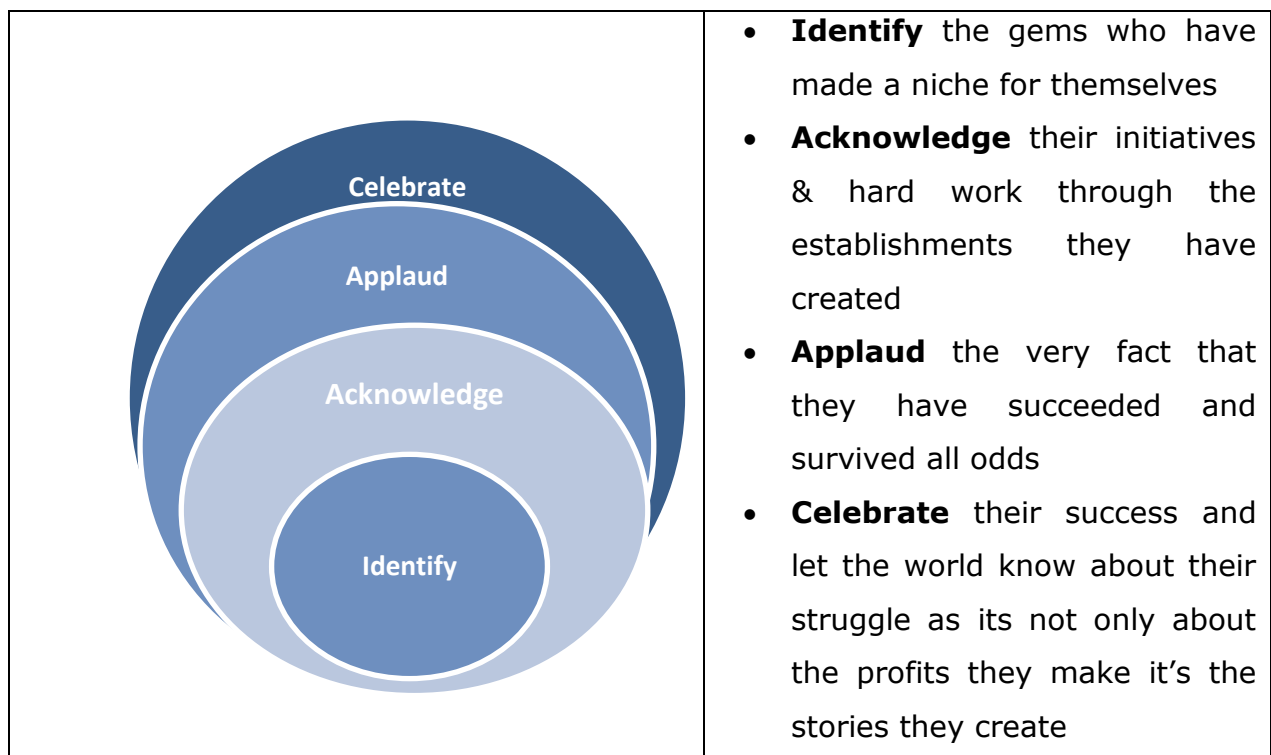 Celebrate
Applaud
Acknowledge
Identify
• Identify the gems who have
made a niche for themselves
• Acknowledge their initiatives
& hard work through the
establishments they have
created
• Applaud the very fact that
they have succeeded and
survived all odds
• Celebrate their success and
let the world know about their
struggle as its not only about
the profits they make it’s the
stories they create